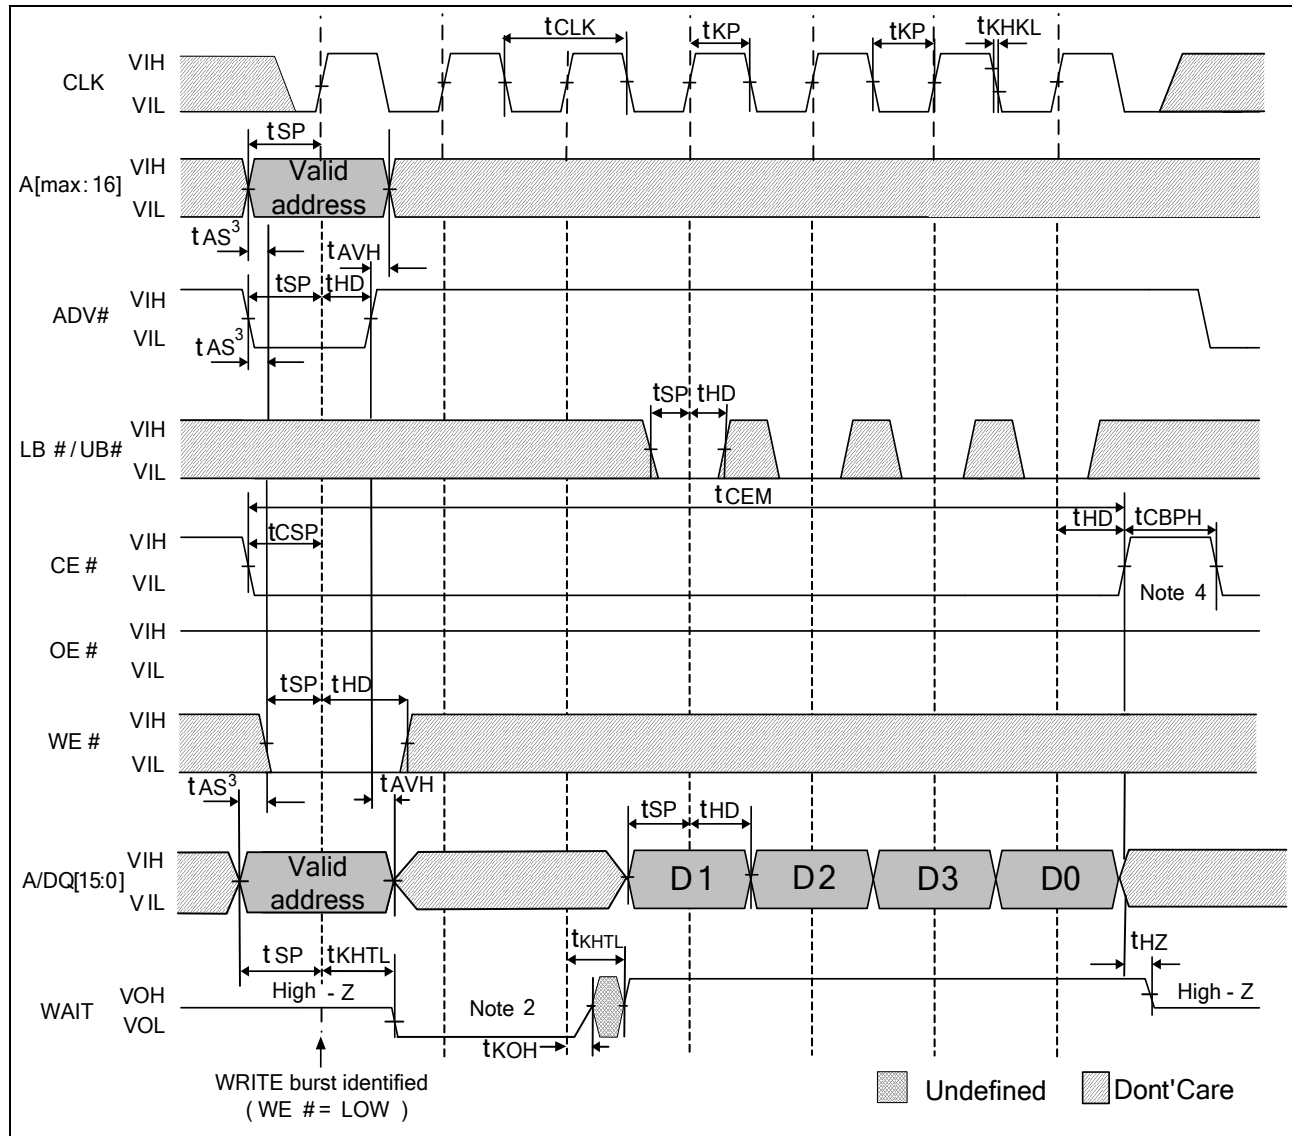 tCLK tKP tKP tKHKL
CLK VIH
VIL
tSP
A[max:16] VIH Valid address
VIL
tAS3 tAVH
tSP tHD
ADV# VIH
VIL
tAS3
tSP tHD
LB #/UB# VIH
VIL
tCEM
tCSP tHD tCBPH
CE # VIH
VIL Note 4
OE # VIH
VIL
tSP tHD
WE # VIH
VIL
tAS3 tAVH
tSP tHD
A/DQ[15:0] VIH Valid address D1 D2 D3 D0
VIL
tSP tKHTL tKHTL tHZ
WAIT VOH High - Z Note 2 High - Z
VOL
tKOH
WRITE burst identified
( WE #= LOW )
Undefined Dont'Care